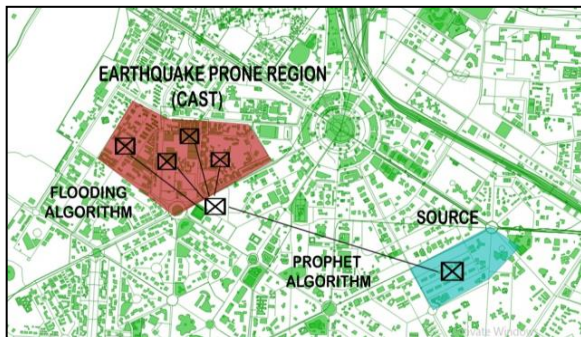 EARTHQUAKE PRONE REGION
(CAST)
FLOODING
ALGORITHM
SOURCE
PROPHET
ALGORITHM